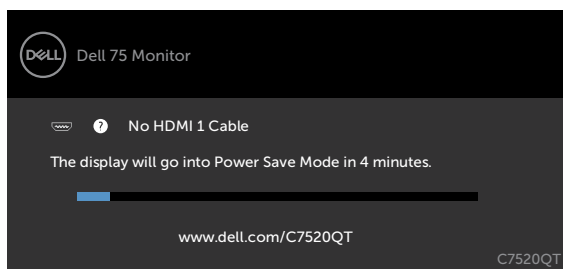 DELL
Dell 75 Monitor
? No HDMI 1 Cable
The display will go into Power Save Mode in 4 minutes.
www.dell.com/C7520QT
C7520QT